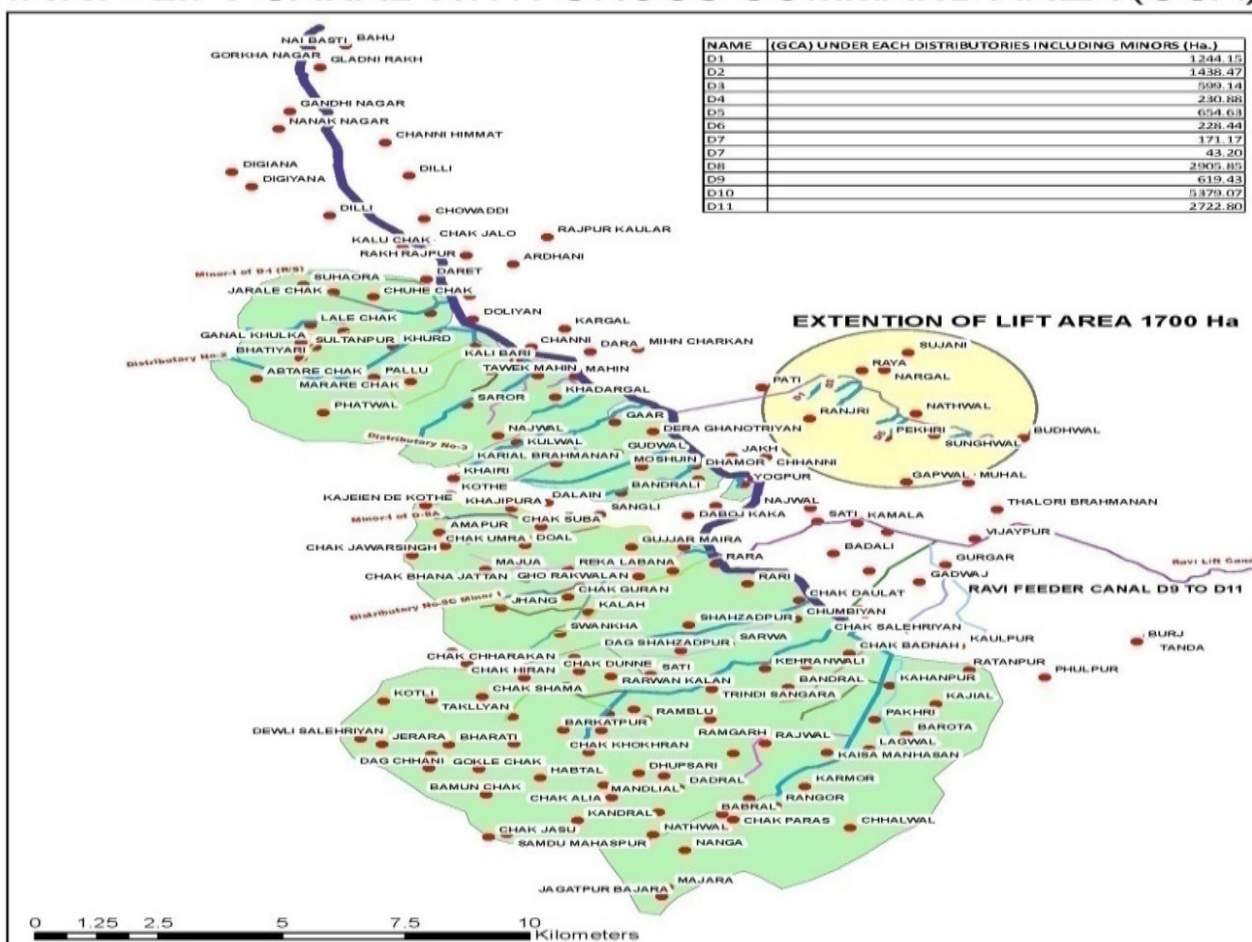 NAME (GCA) UNDER EACH DISTRIBUTORIES INCLUDING MINORS (Ha.)
D1 1244.15
D2 1438.47
D3 599.14
D4 230.88
D5 654.63
D6 228.44
D7 171.17
D7 43.20
D8 2905.85
D9 619.43
D10 5379.07
D11 2722.80
NAI BASTI BAHU
GORKHA NAGAR GLADNI RAKH
GANDHI NAGAR
NANAK NAGAR
CHANNI HIMMAT
DIGIANA
DIGIYANA
DILLI
DILLI
CHOWADDI
KALU CHAK CHAK JALO
RAJPUR KAULAR
RAKH RAJPUR
ARDHANI
Minor-I of D-I (R/S)
SUHAORA
DARET
JARALE CHAK
CHUHE CHAK
LALE CHAK
DOLIYAN
KARGAL
EXTENTION OF LIFT AREA 1700 Ha
GANAL KHULKA
SULTANPUR
KHURD
BHATIYARI
Distributory No-2
KALI BARI
CHANNI
DARA
MIHN CHARKAN
SUJANI
RAYA
NARGAL
ABTARE CHAK
PALLU
TAWEK MAHIN
MAHIN
PATI
MARARE CHAK
KHADARGAL
PHATWAL
SAROR
GAAR
RANJRI
NATHWAL
Distributory No-3
NAJWAL
DERA GHANOTRIYAN
PEKHRI
BUDHWAL
KULWAL
GUDWAL
SUNGHWAL
KARIAL BRAHMANAN
JAKH
KHAIRI
MOSHUIN
DHAMOR
CHHANNI
KOTHE
BANDRALI
YOGPUR
GAPWAL
MUHAL
KAJEIEN DE KOTHE
KHAJIPURA
DALAIN
SANGLI
NAJWAL
THALORI BRAHMANAN
Minor-I of D-8A
CHAK SUBA
DABOJ KAKA
SATI
KAMALA
AMAPUR
CHAK UMRA
DOAL
GUJJAR MAIRA
VIJAYPUR
CHAK JAWARSINGH
BADALI
MAJUA
REKA LABANA
RARA
GURGAR
Ravi Lift Canal
CHAK BHANA JATTAN
GHO RAKWALAN
RARI
GADWAJ
RAVI FEEDER CANAL D9 TO D11
CHAK GURAN
Distributory No-8C Minor I
JHANG
KALAH
CHAK DAULAT
SHAHZADPUR
CHUMBIYAN
SWANKHA
SARWA
CHAK SALEHRIYAN
DAG SHAHZADPUR
CHAK BADNAH
KAULPUR
BURJ
TANDA
CHAK CHHARAKAN
CHAK HIRAN
CHAK DUNNE
SATI
KEHRANWALI
RATANPUR
PHULPUR
CHAK SHAMA
RARWAN KALAN
BANDRAL
KAHANPUR
KOTLI
TRINDI SANGARA
KAJIAL
TAKLLYAN
RAMBLU
PAKHRI
DEWLI SALEHRIYAN
BARKATPUR
RAMGARH
BAROTA
JERARA
BHARATI
CHAK KHOKHRAN
RAJWAL
LAGWAL
DAG CHHANI
GOKLE CHAK
KAISA MANHASAN
HABTAL
DHUPSARI
DADRAL
BAMUN CHAK
MANDLIAL
KARMOR
CHAK ALIA
RANGOR
BABRAL
KANDRAL
CHAK PARAS
CHAK JASU
NATHWAL
CHHALWAL
SAMDU MAHASPUR
NANGA
MAJARA
JAGATPUR BAJARA
0 1.25 2.5 5 7.5 10
Kilometers